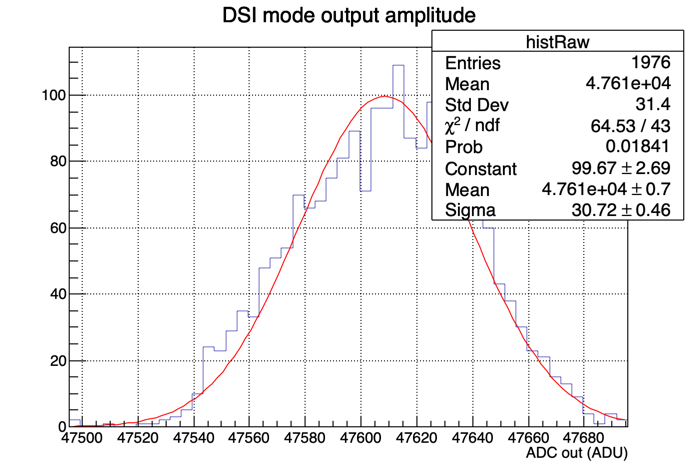 DSI mode output amplitude
histRaw
Entries 1976
Mean 4.761e+04
Std Dev 31.4
χ² / ndf 64.53 / 43
Prob 0.01841
Constant 99.67 ± 2.69
Mean 4.761e+04 ± 0.7
Sigma 30.72 ± 0.46
100
80
60
40
20
0
47500 47520 47540 47560 47580 47600 47620 47640 47660 47680
ADC out (ADU)